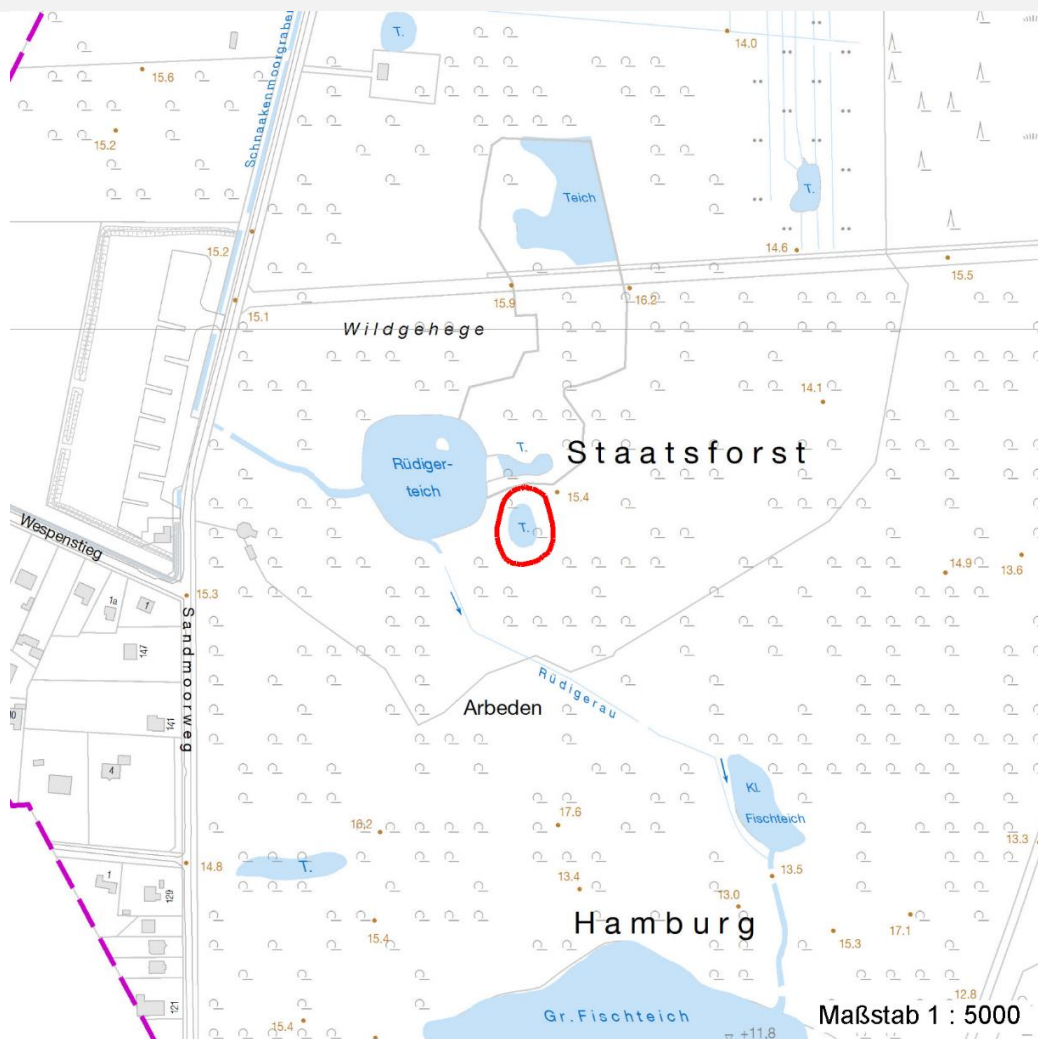 T.
14.0
15.6
Schnaakenmoorgraben
15.2
T.
Teich
15.2
14.6
15.5
15.9
16.2
15.1
Wildgehege
14.1
T.
Staatsforst
Rüdiger-
teich
15.4
T.
Wespenstieg
14.9
13.6
15.3
1a
1
Sandmoorweg
147
Rüdigerau
Arbeden
141
4
Kl.
Fischteich
17.6
16.2
13.3
14.8
T.
13.5
1
13.4
129
13.0
17.1
Hamburg
15.4
15.3
12.8
121
Gr. Fischteich
Maßstab 1 : 5000
15.4
+11.8